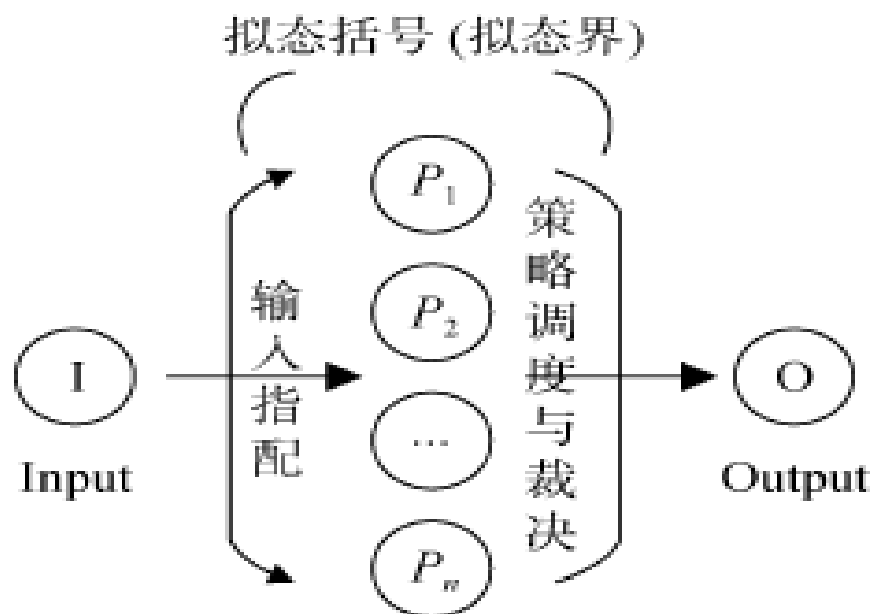 拟态括号 (拟态界)
P₁
P₂
...
Pₙ
输入指配
策略调度与裁决
I
Input
O
Output